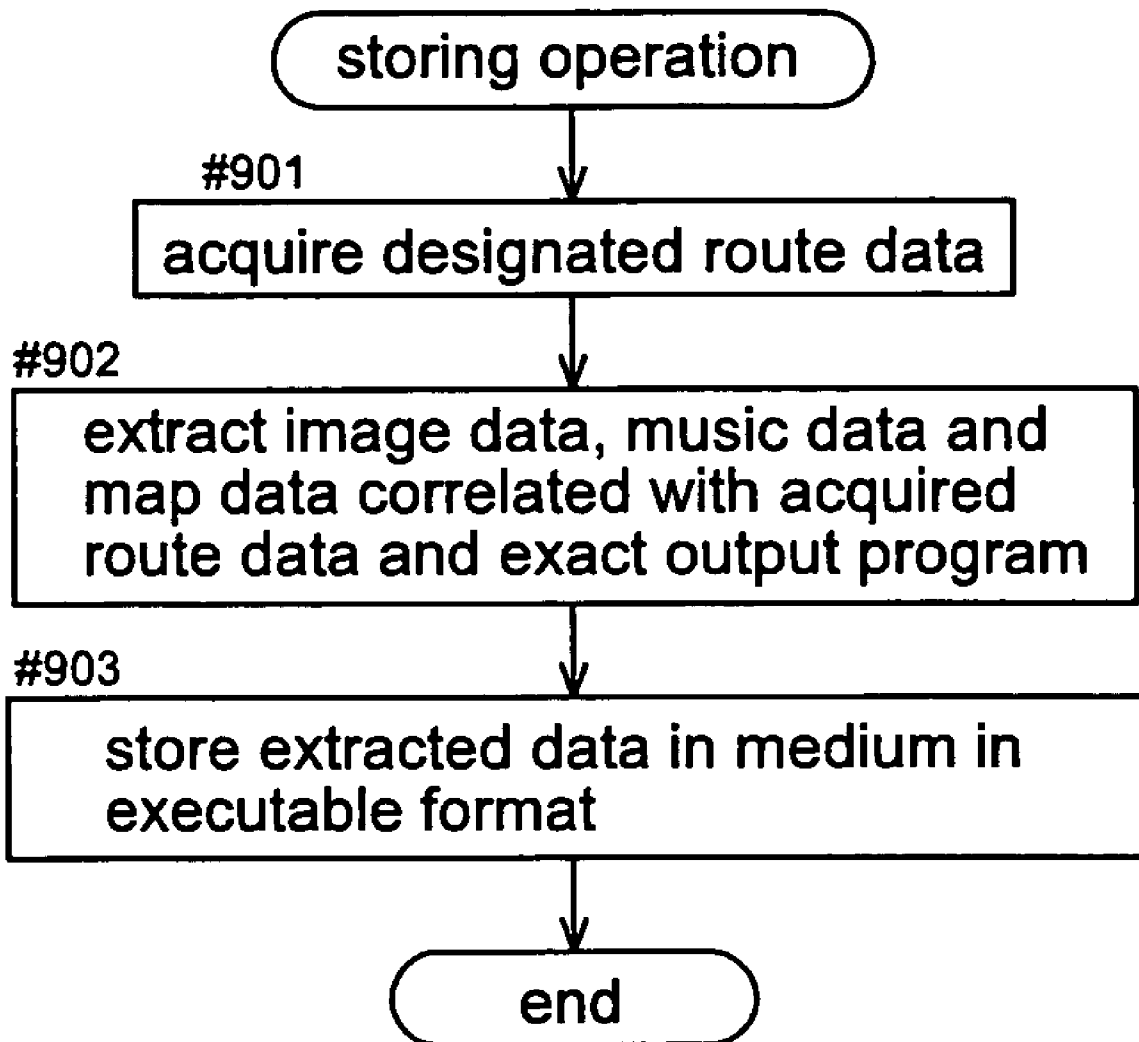 storing operation
#901
acquire designated route data
#902
extract image data, music data and
map data correlated with acquired
route data and exact output program
#903
store extracted data in medium in
executable format
end